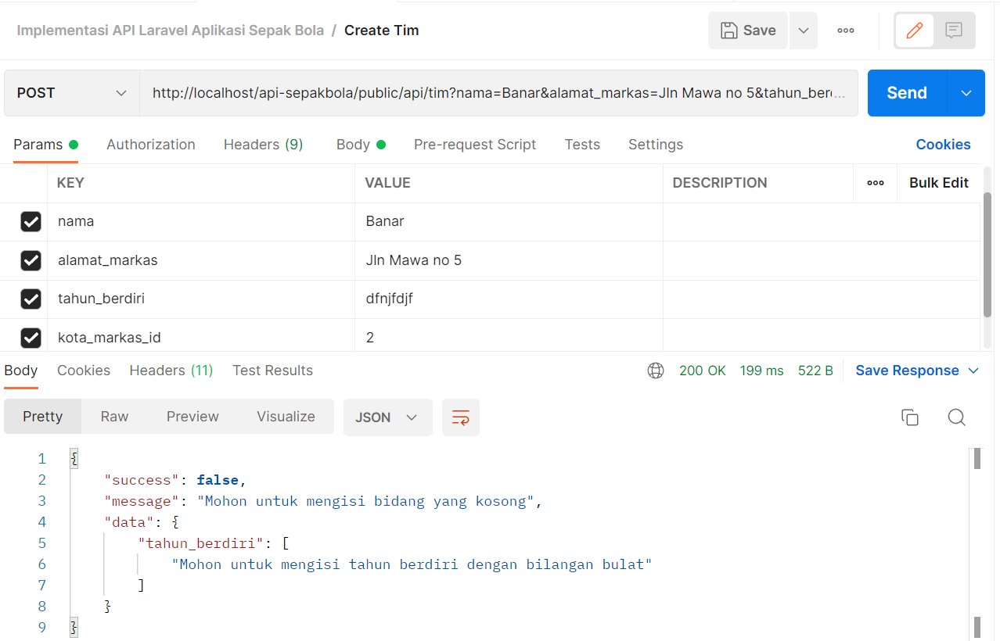 Implementasi API Laravel Aplikasi Sepak Bola / Create Tim
Save
POST
http://localhost/api-sepakbola/public/api/tim?nama=Banar&alamat_markas=Jln Mawa no 5&tahun_ber...
Send
Params Authorization Headers (9) Body Pre-request Script Tests Settings Cookies
KEY VALUE DESCRIPTION Bulk Edit
nama Banar
alamat_markas Jln Mawa no 5
tahun_berdiri dfnjfdjf
kota_markas_id 2
Body Cookies Headers (11) Test Results 200 OK 199 ms 522 B Save Response
Pretty Raw Preview Visualize JSON
1 {
2 "success": false,
3 "message": "Mohon untuk mengisi bidang yang kosong",
4 "data": {
5 "tahun_berdiri": [
6 "Mohon untuk mengisi tahun berdiri dengan bilangan bulat"
7 ]
8 }
9 }